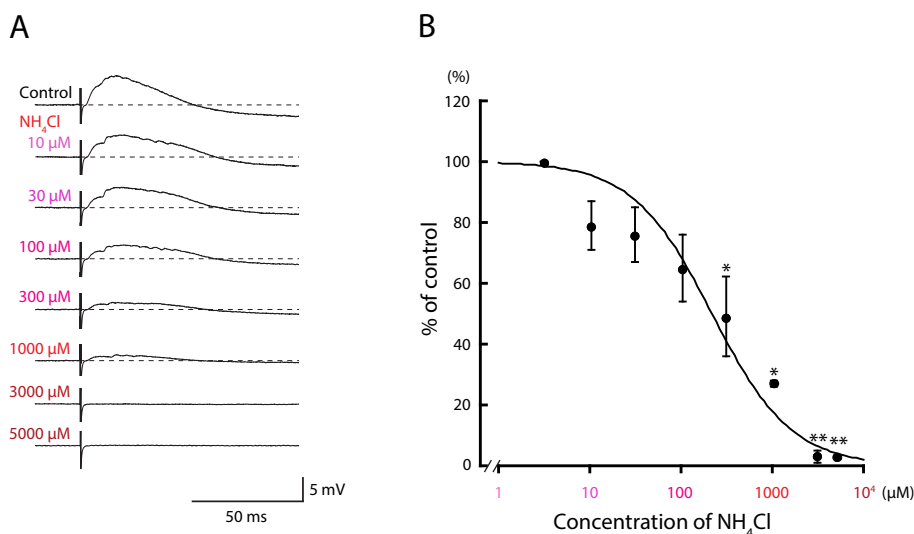 A
Control
NH₄Cl
10 µM
30 µM
100 µM
300 µM
1000 µM
3000 µM
5000 µM
5 mV
50 ms
B
(%)
120
100
80
60
40
20
0
% of control
*
*
**
**
1
10
100
1000
10⁴
(µM)
Concentration of NH₄Cl